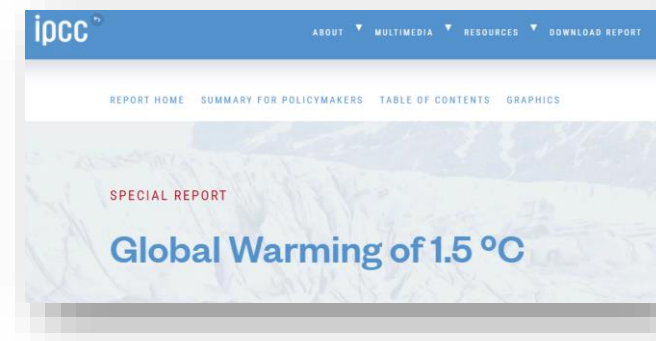 ipcc
ABOUT MULTIMEDIA RESOURCES DOWNLOAD REPORT
REPORT HOME SUMMARY FOR POLICYMAKERS TABLE OF CONTENTS GRAPHICS
SPECIAL REPORT
Global Warming of 1.5 ºC